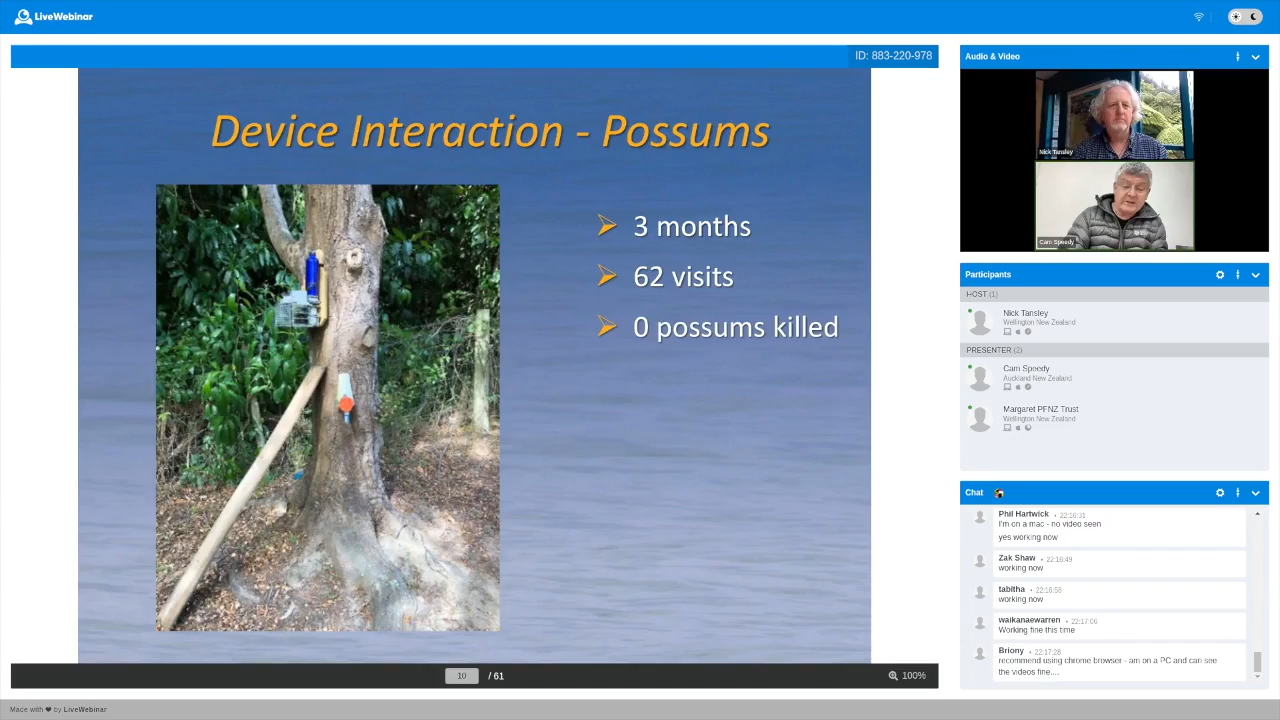 LiveWebinar
ID: 883-220-978
Device Interaction - Possums
3 months
62 visits
0 possums killed
10 / 61
100%
Made with ❤ by LiveWebinar
Audio & Video
Nick Tansley
Cam Speedy
Participants
HOST (1)
Nick Tansley
Wellington New Zealand
PRESENTER (2)
Cam Speedy
Auckland New Zealand
Margaret PFNZ Trust
Wellington New Zealand
Chat
Phil Hartwick • 22:16:31
I'm on a mac - no video seen
yes working now
Zak Shaw • 22:16:49
working now
tabitha • 22:16:58
working now
waikanaewarren • 22:17:06
Working fine this time
Briony • 22:17:28
recommend using chrome browser - am on a PC and can see
the videos fine....